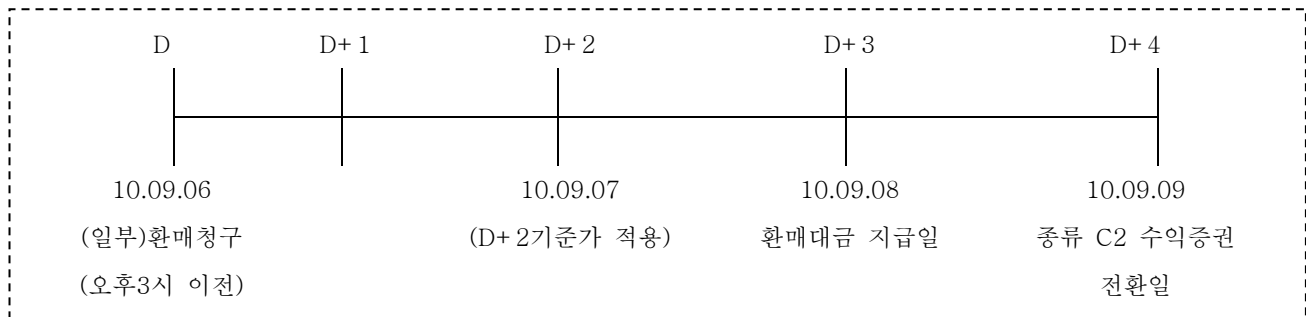 D D+1 D+2 D+3 D+4
10.09.06 10.09.07 10.09.08 10.09.09
(일부)환매청구 (D+2기준가 적용) 환매대금 지급일 종류 C2 수익증권
(오후3시 이전) 전환일